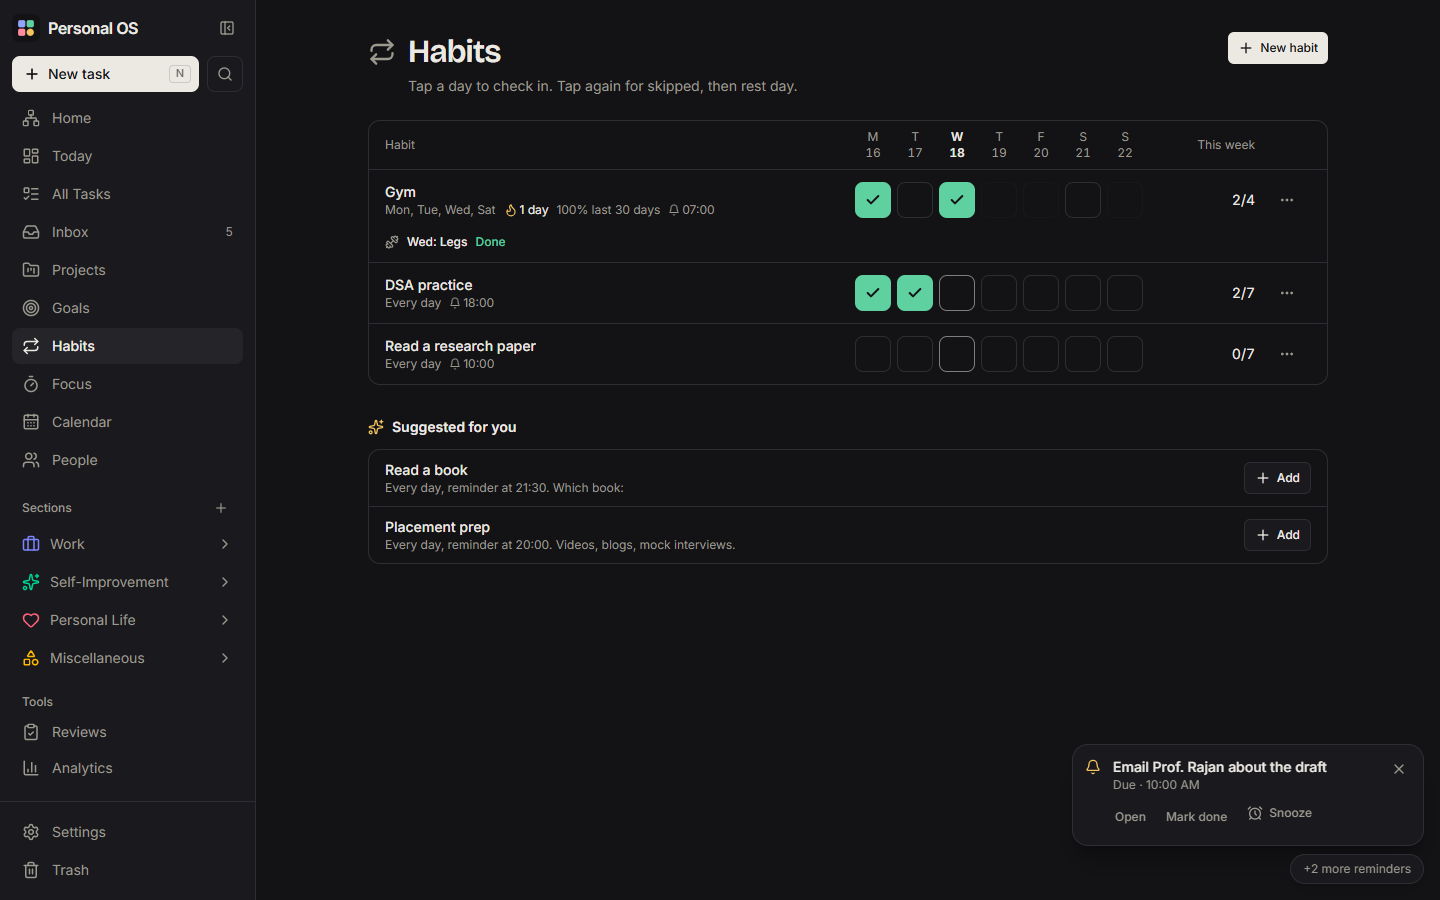 Personal OS
New task N
Home
Today
All Tasks
Inbox 5
Projects
Goals
Habits
Focus
Calendar
People
Sections
Work
Self-Improvement
Personal Life
Miscellaneous
Tools
Reviews
Analytics
Settings
Trash
Habits
New habit
Tap a day to check in. Tap again for skipped, then rest day.
Habit M T W T F S S This week
16 17 18 19 20 21 22
Gym
Mon, Tue, Wed, Sat 1 day 100% last 30 days 07:00
2/4
Wed: Legs Done
DSA practice
Every day 18:00
2/7
Read a research paper
Every day 10:00
0/7
Suggested for you
Read a book
Every day, reminder at 21:30. Which book:
Add
Placement prep
Every day, reminder at 20:00. Videos, blogs, mock interviews.
Add
Email Prof. Rajan about the draft
Due · 10:00 AM
Open Mark done Snooze
+2 more reminders